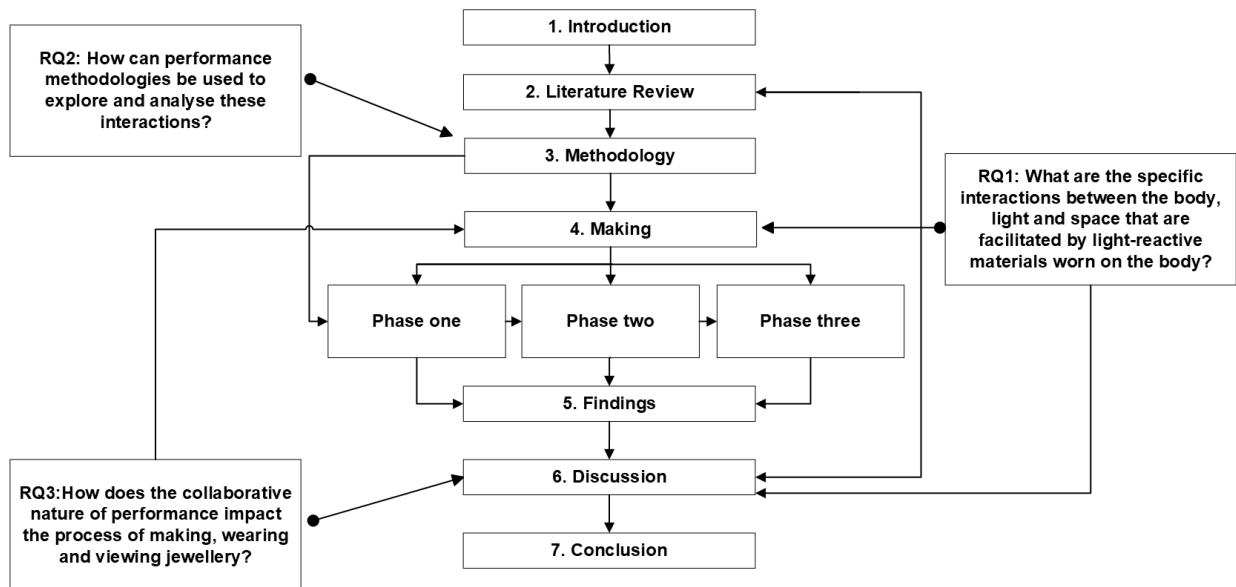 1. Introduction
RQ2: How can performance
methodologies be used to
explore and analyse these
interactions?
2. Literature Review
3. Methodology
RQ1: What are the specific
interactions between the body,
light and space that are
facilitated by light-reactive
materials worn on the body?
4. Making
Phase one
Phase two
Phase three
5. Findings
6. Discussion
RQ3:How does the collaborative
nature of performance impact
the process of making, wearing
and viewing jewellery?
7. Conclusion